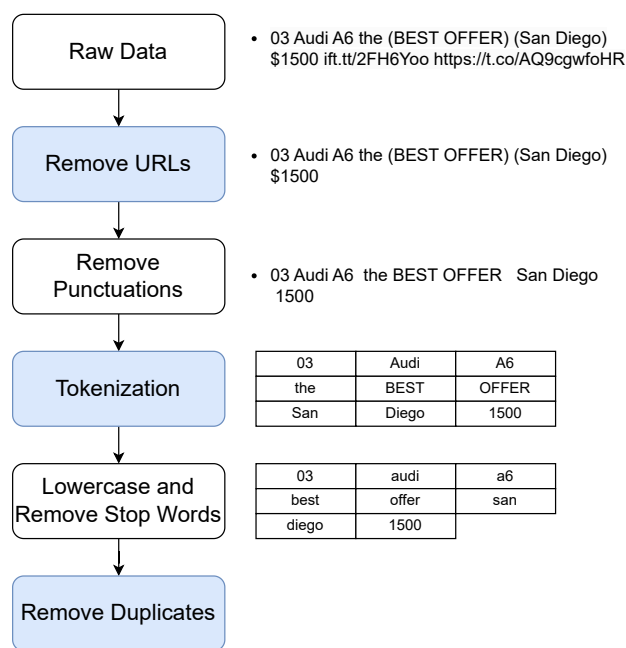 Raw Data
• 03 Audi A6 the (BEST OFFER) (San Diego)
$1500 ift.tt/2FH6Yoo https://t.co/AQ9cgwfoHR
Remove URLs
• 03 Audi A6 the (BEST OFFER) (San Diego)
$1500
Remove
Punctuations
• 03 Audi A6  the BEST OFFER   San Diego
1500
Tokenization
03 Audi A6
the BEST OFFER
San Diego 1500
Lowercase and
Remove Stop Words
03 audi a6
best offer san
diego 1500
Remove Duplicates